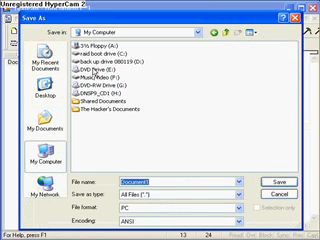 Unregistered HyperCam 2
Save As
Save in:
My Computer
3½ Floppy (A:)
raid boot drive (C:)
back up drive 080119 (D:)
DVD Drive (E:)
Music/Video (F:)
DVD-RW Drive (G:)
DNSP9_CD1 (H:)
Shared Documents
The Hacker's Documents
My Recent
Documents
Desktop
My Documents
My Computer
My Network
File name:
Document1
Save
Save as type:
All Files (*.*)
Cancel
File format:
PC
Selection only
Encoding:
ANSI
For Help, press F1
13
24